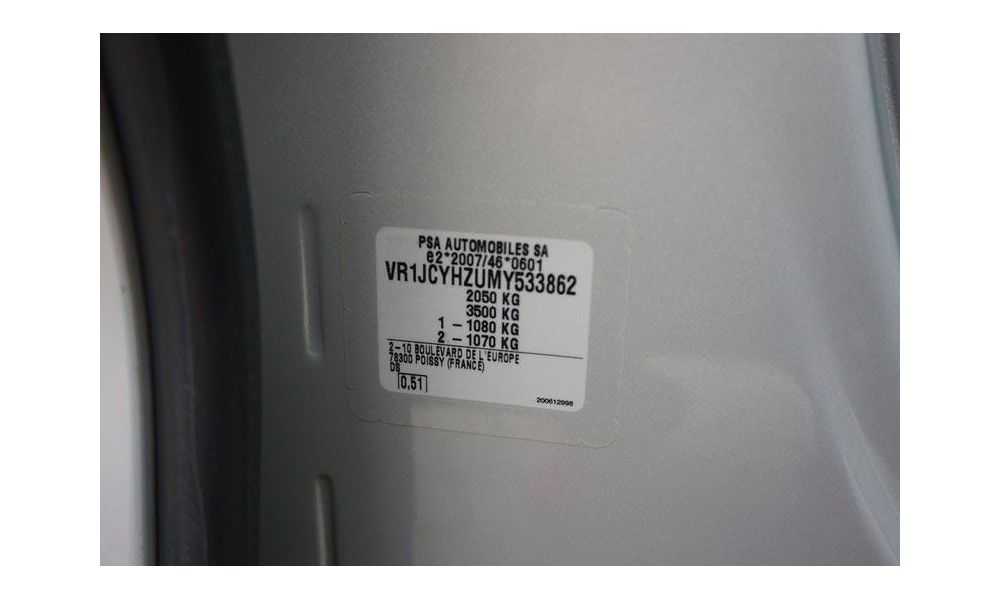 PSA AUTOMOBILES SA
e2*2007/46*0601
VR1JCYHZUMY533862
2050 KG
3500 KG
1 - 1080 KG
2 - 1070 KG
2-10 BOULEVARD DE L'EUROPE
78300 POISSY (FRANCE)
DS
0,51
200612998